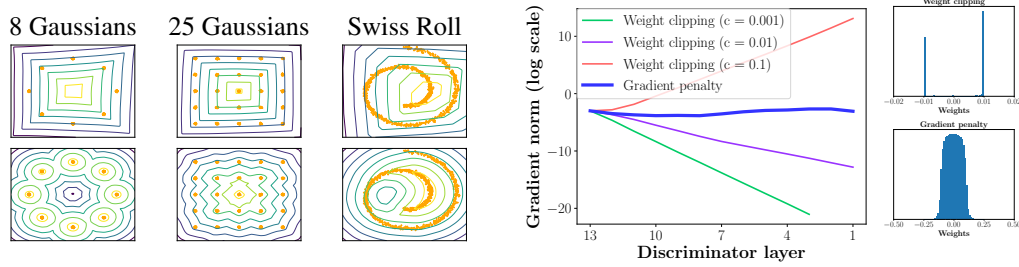 8 Gaussians
25 Gaussians
Swiss Roll
Gradient norm (log scale)
10
0
−10
−20
Weight clipping (c = 0.001)
Weight clipping (c = 0.01)
Weight clipping (c = 0.1)
Gradient penalty
13
10
7
4
1
Discriminator layer
Weight clipping
−0.02
−0.01
0.00
0.01
0.02
Weights
Gradient penalty
−0.50
−0.25
0.00
0.25
0.50
Weights